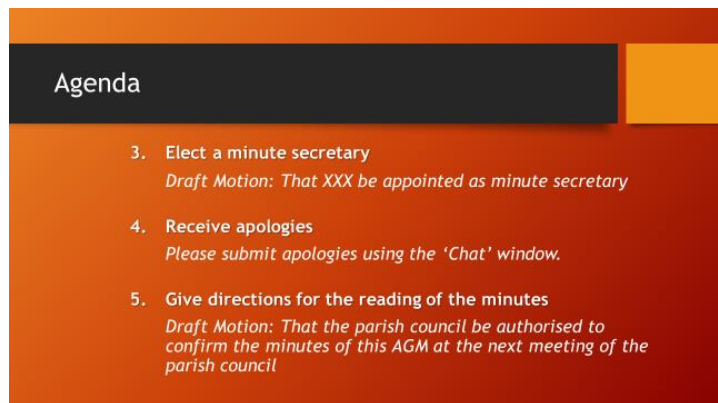 Agenda
3. Elect a minute secretary
Draft Motion: That XXX be appointed as minute secretary
4. Receive apologies
Please submit apologies using the ‘Chat’ window.
5. Give directions for the reading of the minutes
Draft Motion: That the parish council be authorised to
confirm the minutes of this AGM at the next meeting of the
parish council